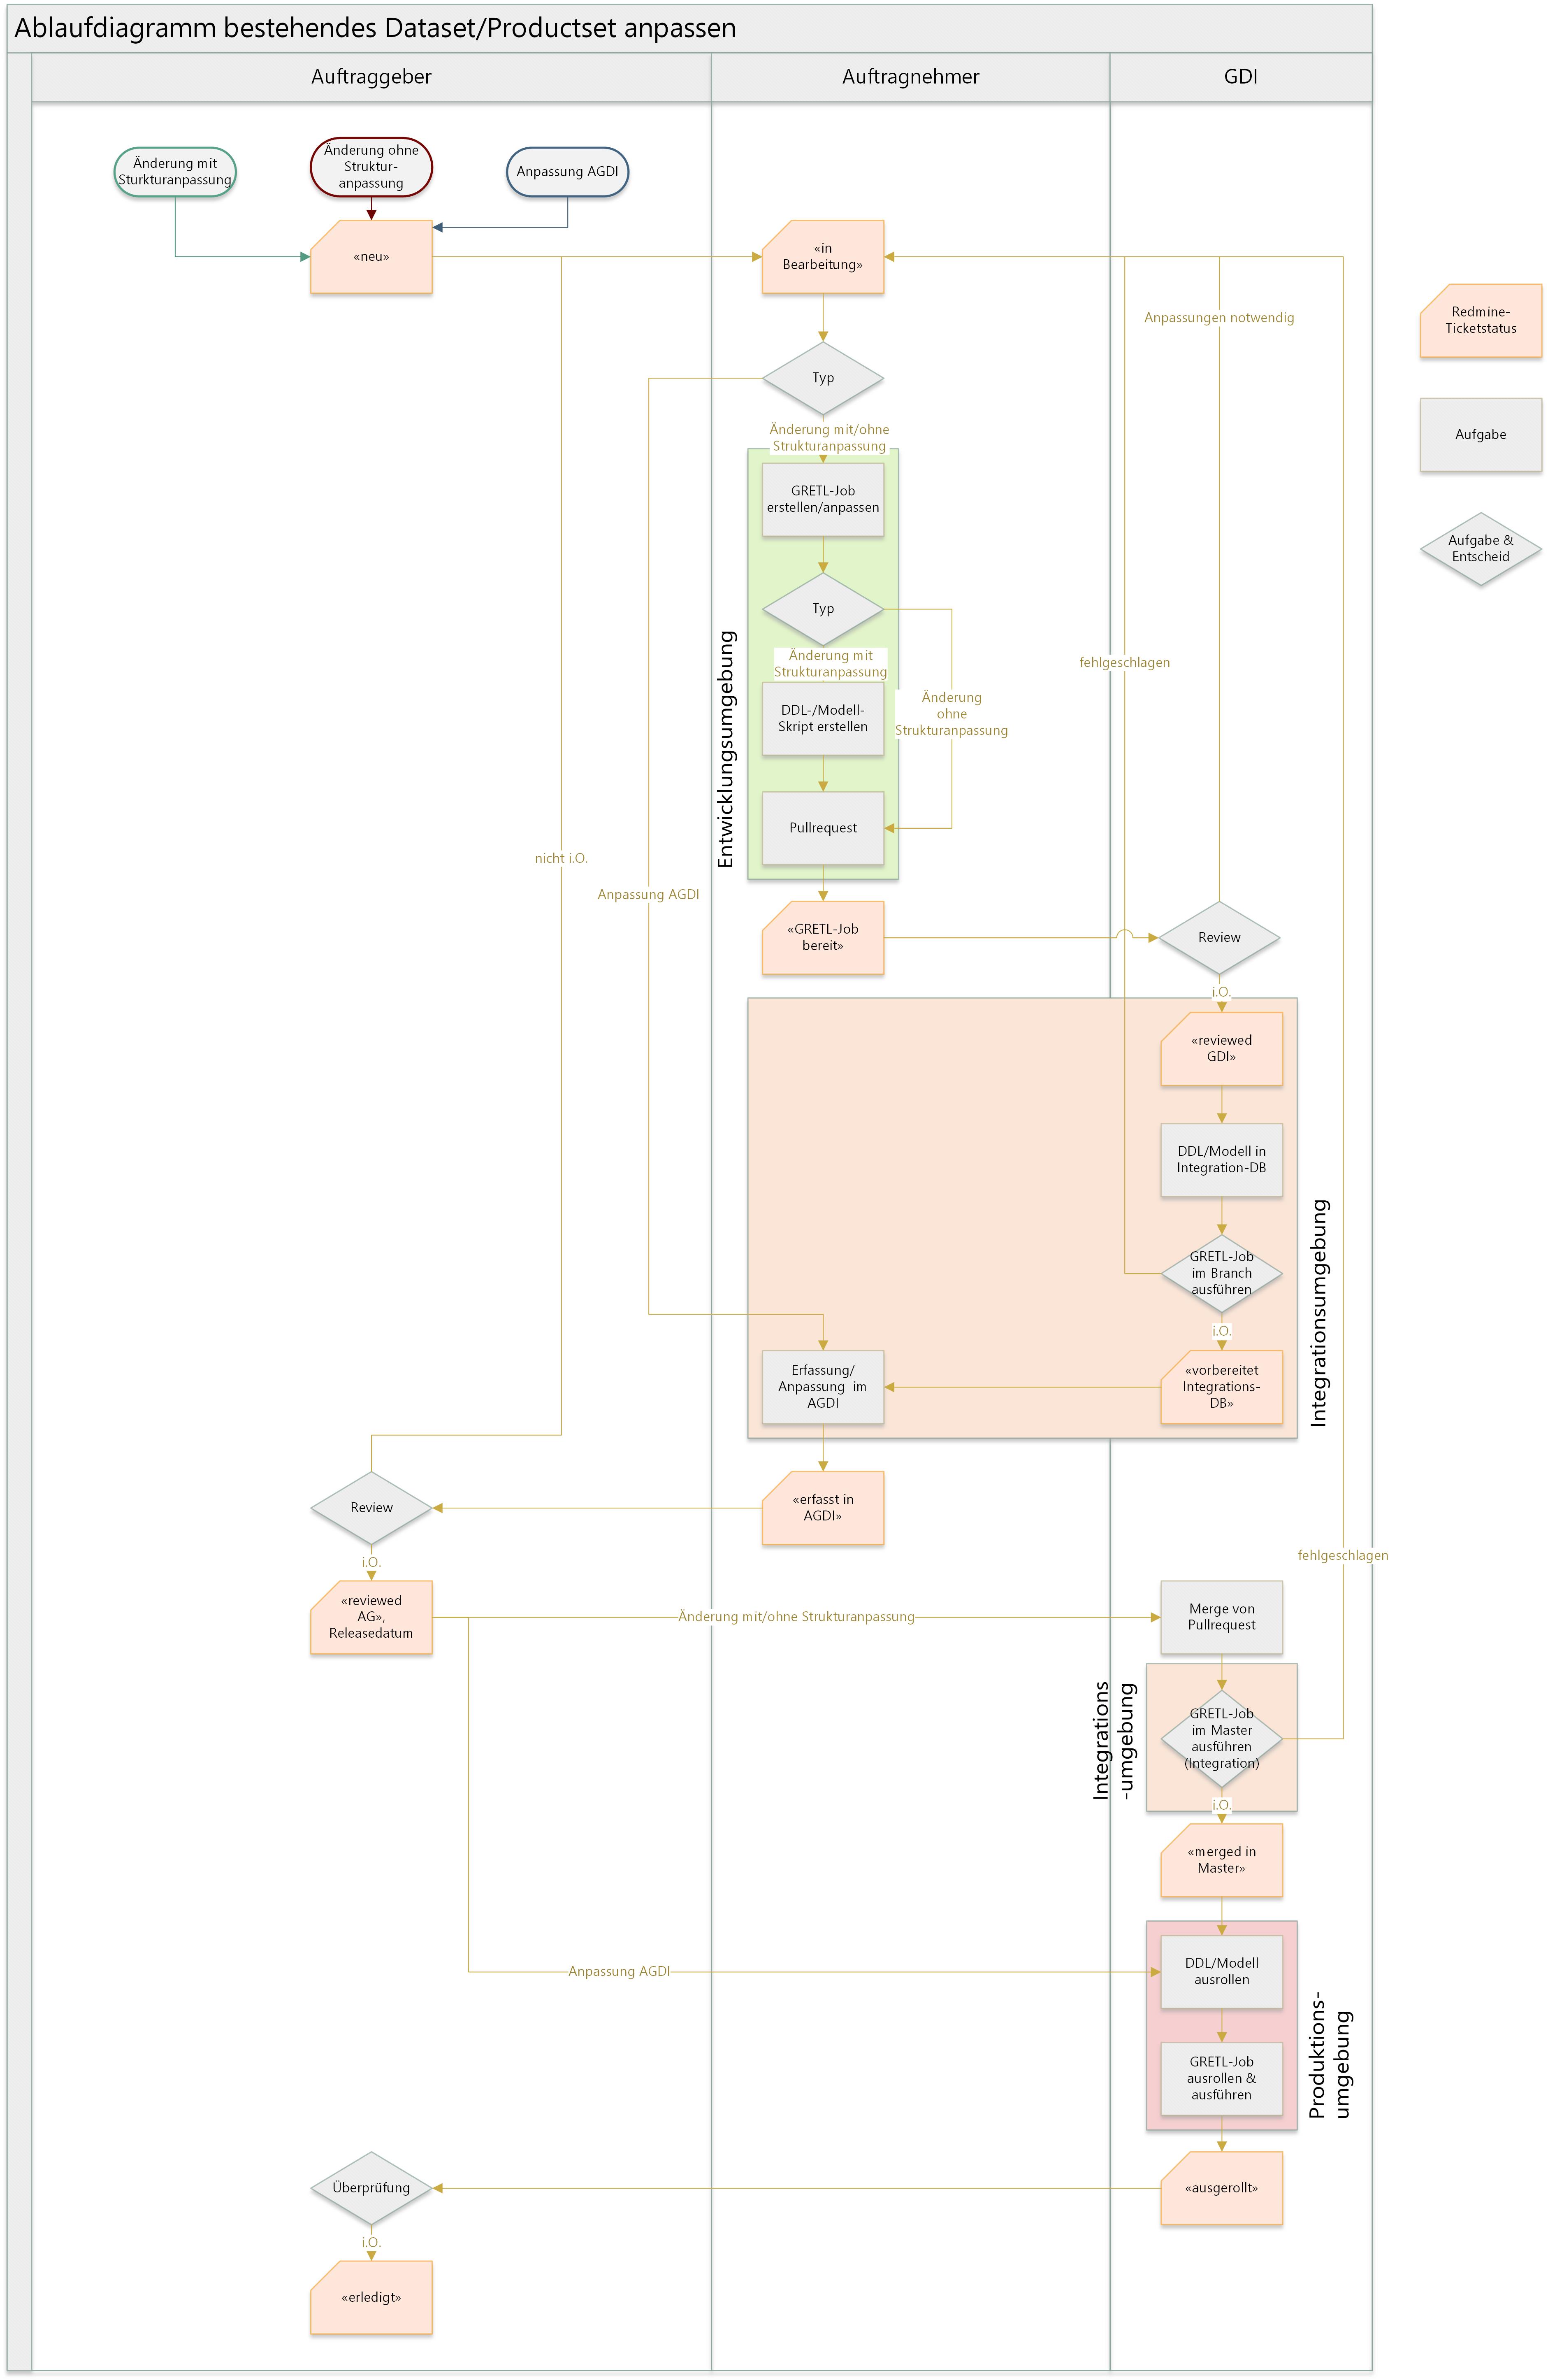 Ablaufdiagramm bestehendes Dataset/Productset anpassen
Auftraggeber
Auftragnehmer
GDI
Änderung mit
Sturkturanpassung
Änderung ohne
Struktur-
anpassung
Anpassung AGDI
«neu»
«in
Bearbeitung»
Anpassungen notwendig
Redmine-
Ticketstatus
Typ
Aufgabe
Änderung mit/ohne
Strukturanpassung
GRETL-Job
erstellen/anpassen
Aufgabe &
Entscheid
Typ
Änderung mit
Strukturanpassung
fehlgeschlagen
DDL-/Modell-
Skript erstellen
Änderung
ohne
Strukturanpassung
Entwicklungsumgebung
Pullrequest
nicht i.O.
Anpassung AGDI
«GRETL-Job
bereit»
Review
i.O.
«reviewed
GDI»
DDL/Modell in
Integration-DB
GRETL-Job
im Branch
ausführen
Integrationsumgebung
i.O.
Erfassung/
Anpassung im
AGDI
«vorbereitet
Integrations-
DB»
Review
«erfasst in
AGDI»
i.O.
fehlgeschlagen
«reviewed
AG»,
Releasedatum
Änderung mit/ohne Strukturanpassung
Merge von
Pullrequest
Integrations
-umgebung
GRETL-Job
im Master
ausführen
(Integration)
i.O.
«merged in
Master»
Anpassung AGDI
DDL/Modell
ausrollen
Produktions-
umgebung
GRETL-Job
ausrollen &
ausführen
Überprüfung
«ausgerollt»
i.O.
«erledigt»